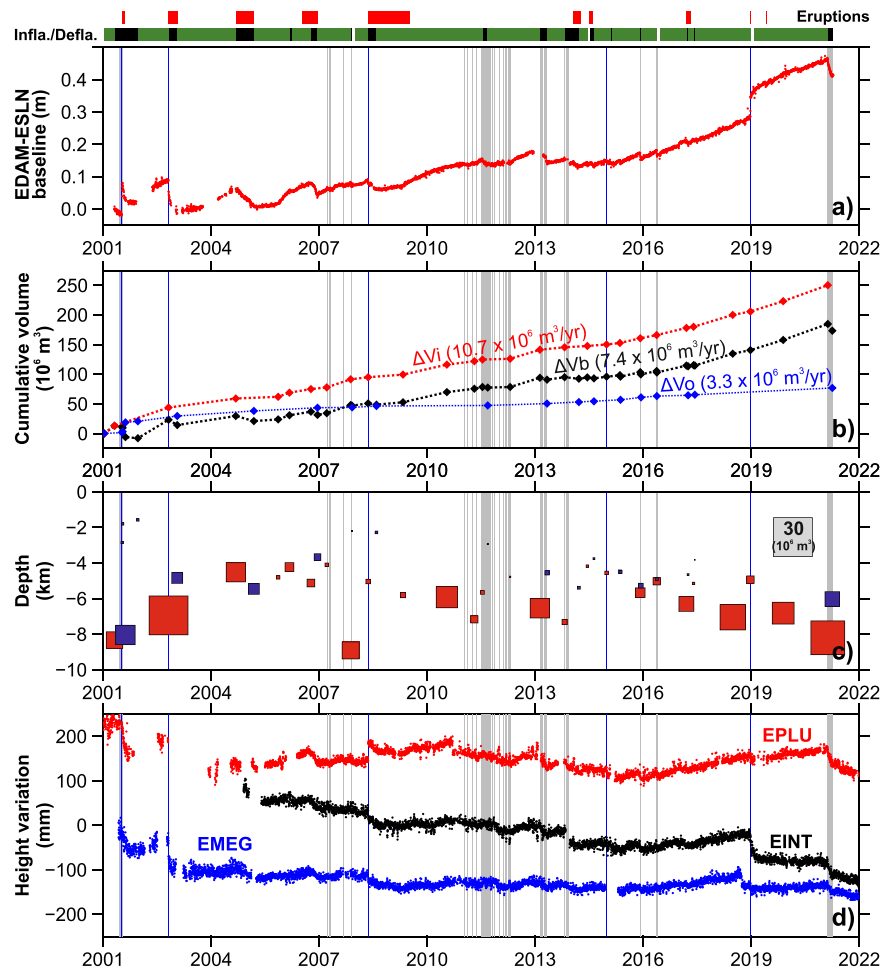 Eruptions
Infla./Defla.
EDAM-ESLN
baseline (m)
0.4
0.3
0.2
0.1
0.0
a)
2001 2004 2007 2010 2013 2016 2019 2022
Cumulative volume
(10⁶ m³)
250
200
150
100
50
0
ΔVi (10.7 x 10⁶ m³/yr)
ΔVb (7.4 x 10⁶ m³/yr)
ΔVo (3.3 x 10⁶ m³/yr)
b)
2001 2004 2007 2010 2013 2016 2019 2022
Depth
(km)
0
−2
−4
−6
−8
−10
30
(10⁶ m³)
c)
2001 2004 2007 2010 2013 2016 2019 2022
Height variation
(mm)
200
100
0
−100
−200
EPLU
EMEG
EINT
d)
2001 2004 2007 2010 2013 2016 2019 2022